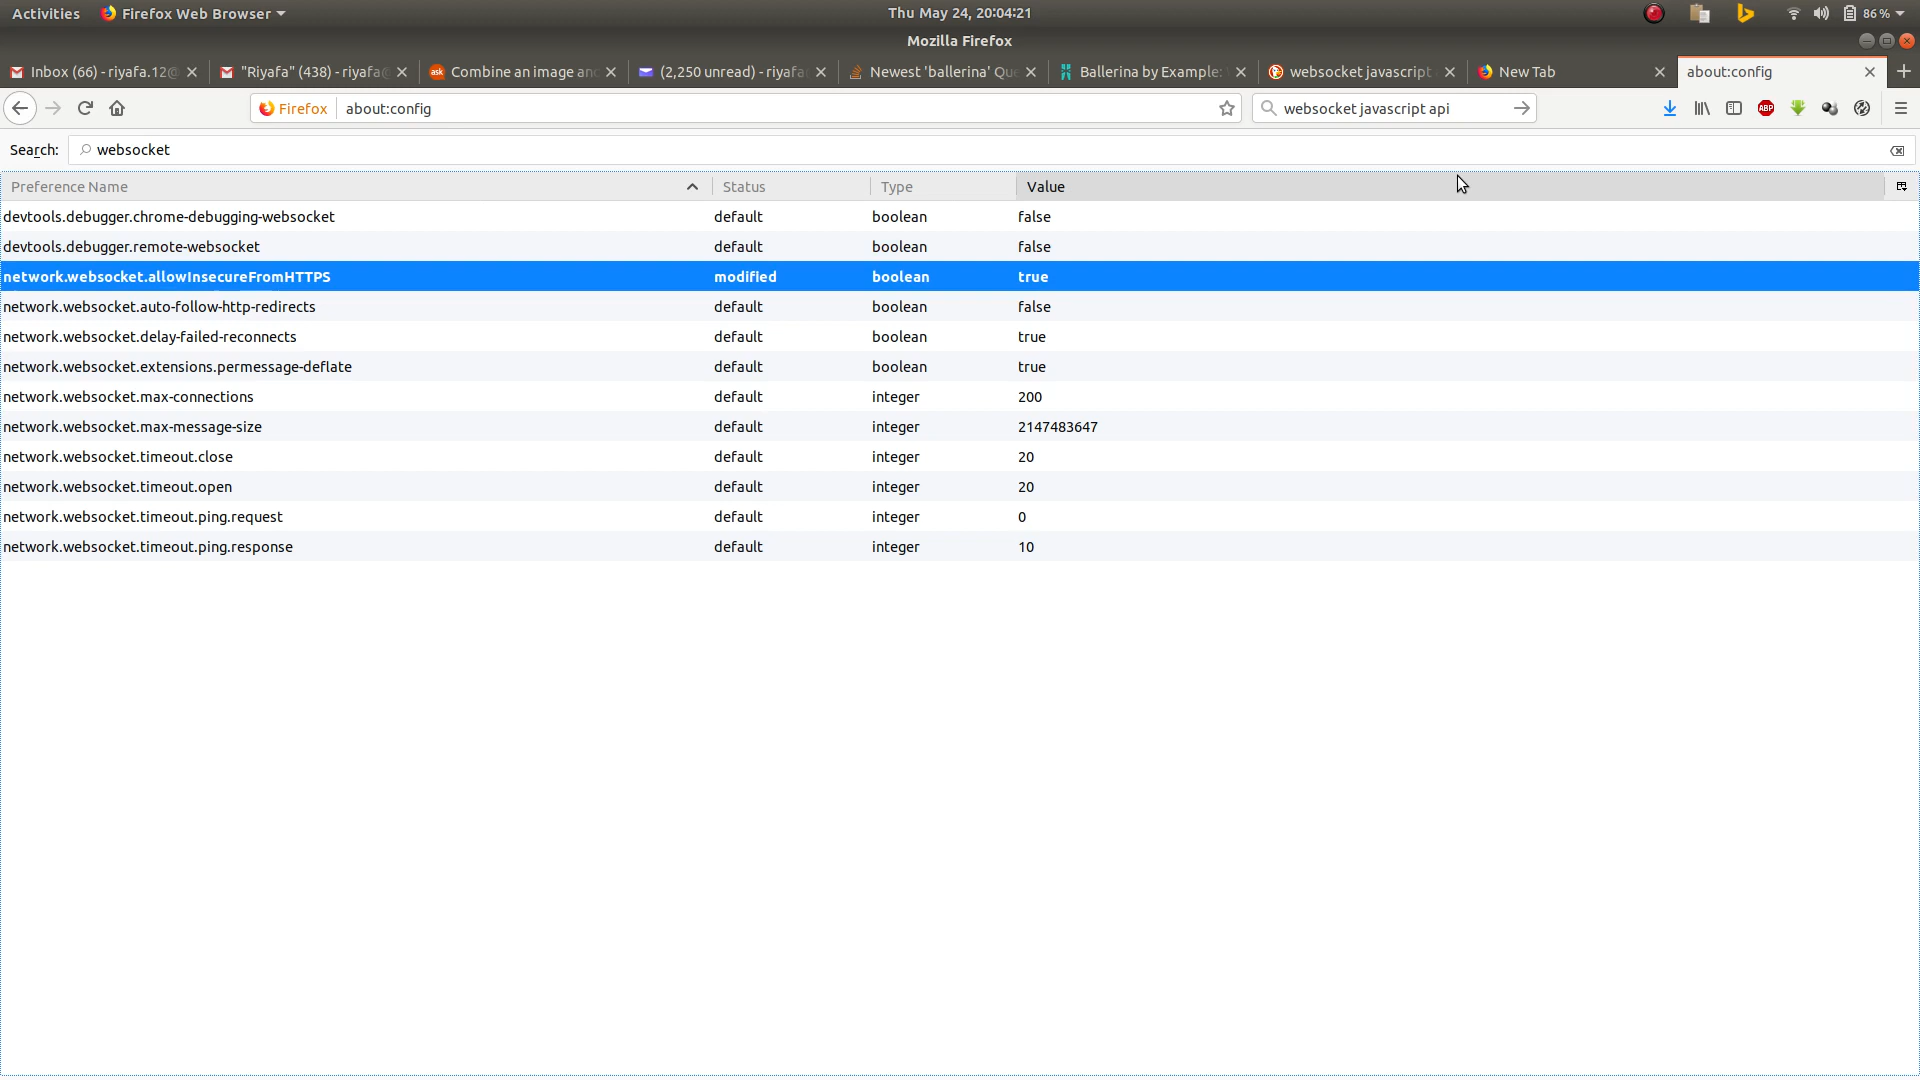 Activities Firefox Web Browser Thu May 24, 20:04:21 86 %
Mozilla Firefox
Inbox (66) - riyafa.12@ "Riyafa" (438) - riyafa@ ask Combine an image and (2,250 unread) - riyafa Newest 'ballerina' Que Ballerina by Example: websocket javascript New Tab about:config
Firefox about:config websocket javascript api ABP
Search: websocket
Preference Name Status Type Value
devtools.debugger.chrome-debugging-websocket default boolean false
devtools.debugger.remote-websocket default boolean false
network.websocket.allowInsecureFromHTTPS modified boolean true
network.websocket.auto-follow-http-redirects default boolean false
network.websocket.delay-failed-reconnects default boolean true
network.websocket.extensions.permessage-deflate default boolean true
network.websocket.max-connections default integer 200
network.websocket.max-message-size default integer 2147483647
network.websocket.timeout.close default integer 20
network.websocket.timeout.open default integer 20
network.websocket.timeout.ping.request default integer 0
network.websocket.timeout.ping.response default integer 10